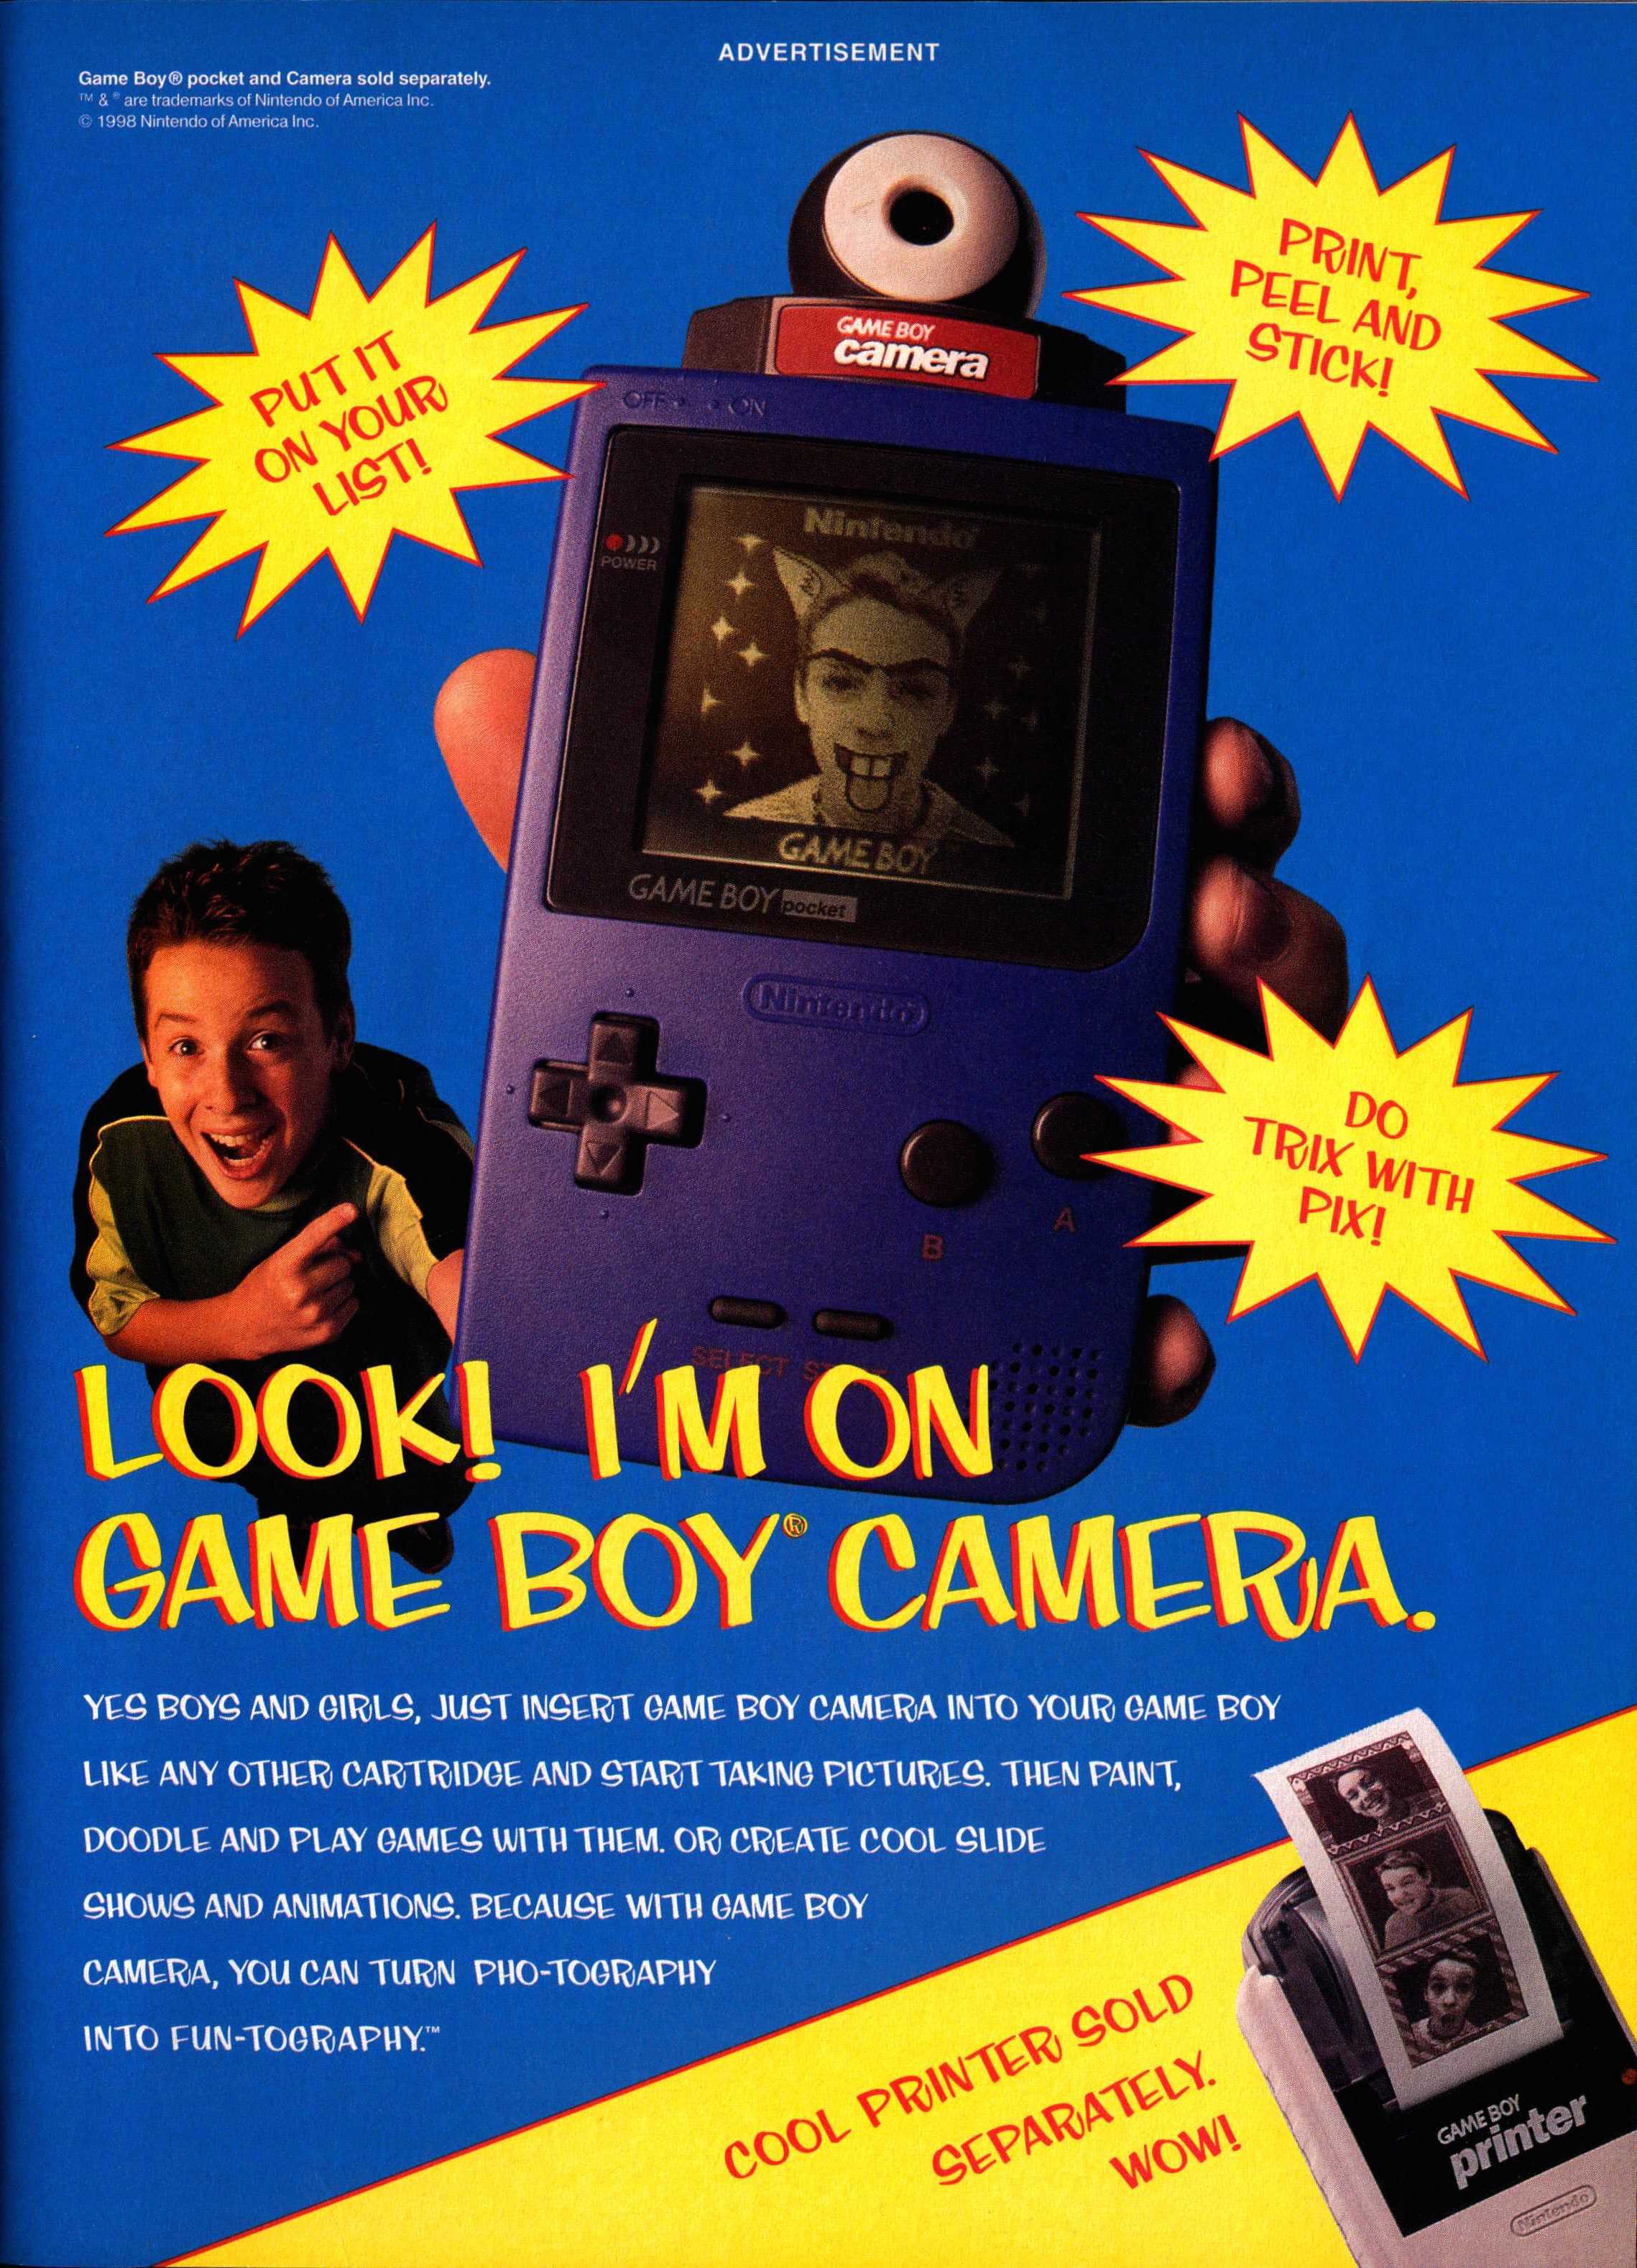 ADVERTISEMENT
Game Boy® pocket and Camera sold separately.
™ & ® are trademarks of Nintendo of America Inc.
© 1998 Nintendo of America Inc.
PRINT,
PEEL AND
STICK!
PUT IT
ON YOUR
LIST!
GAME BOY
camera
OFF ON
POWER
Nintendo
GAME BOY
GAME BOY pocket
Nintendo
DO
TRIX WITH
PIX!
A
B
SELECT
LOOK! I'M ON
GAME BOY® CAMERA.
YES BOYS AND GIRLS, JUST INSERT GAME BOY CAMERA INTO YOUR GAME BOY
LIKE ANY OTHER CARTRIDGE AND START TAKING PICTURES. THEN PAINT,
DOODLE AND PLAY GAMES WITH THEM. OR CREATE COOL SLIDE
SHOWS AND ANIMATIONS. BECAUSE WITH GAME BOY
CAMERA, YOU CAN TURN PHO-TOGRAPHY
INTO FUN-TOGRAPHY.™
COOL PRINTER SOLD
SEPARATELY.
WOW!
GAME BOY
printer
Nintendo